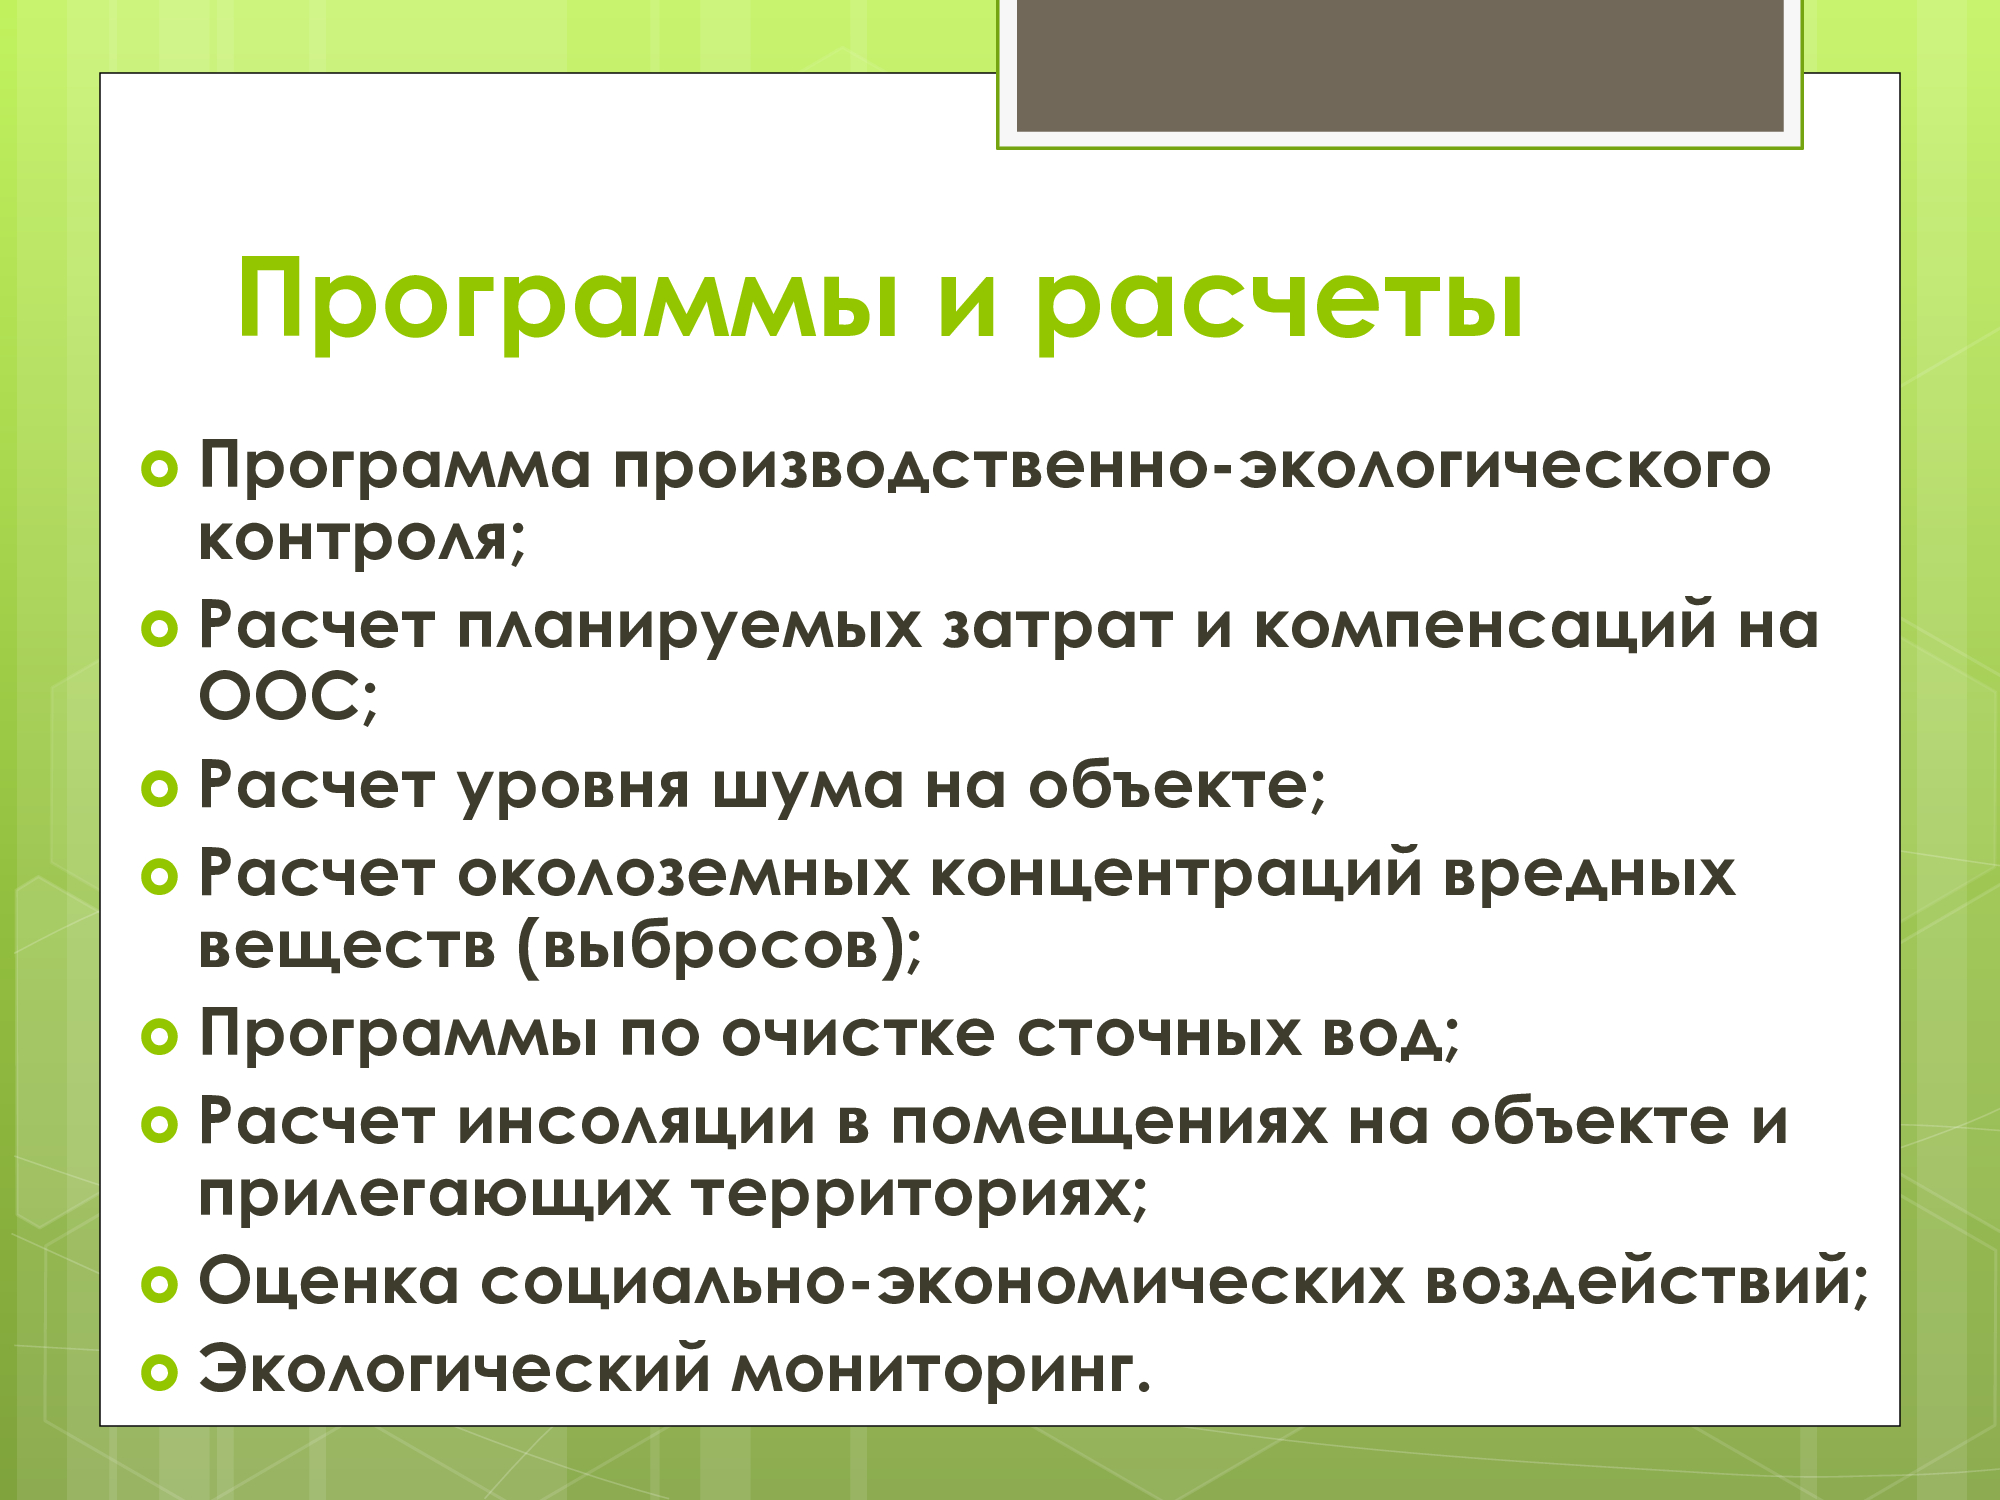 Программы и расчеты
Программа производственно-экологического
контроля;
Расчет планируемых затрат и компенсаций на
ООС;
Расчет уровня шума на объекте;
Расчет околоземных концентраций вредных
веществ (выбросов);
Программы по очистке сточных вод;
Расчет инсоляции в помещениях на объекте и
прилегающих территориях;
Оценка социально-экономических воздействий;
Экологический мониторинг.